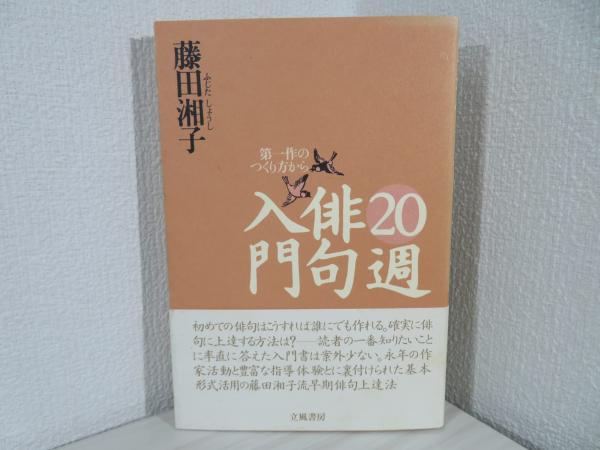 藤田湘子
ふじたしょうし
第一作の
つくり方から
20週
俳句
入門
初めての俳句はこうすれば誰にでも作れる。確実に俳
句に上達する方法は?――読者の一番知りたいこと
に率直に答えた入門書は案外少ない。永年の作
家活動と豊富な指導体験とに裏付けられた基本
形式活用の藤田湘子流早期俳句上達法
立風書房